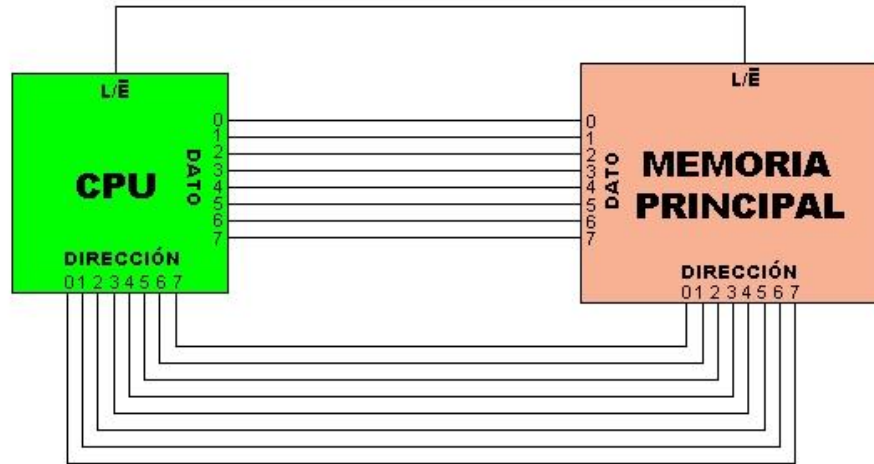 L/Ē
L/Ē
0
1
2
3
4
5
6
7
DATO
CPU
DIRECCIÓN
0 1 2 3 4 5 6 7
0
1
2
3
4
5
6
7
DATO
MEMORIA
PRINCIPAL
DIRECCIÓN
0 1 2 3 4 5 6 7